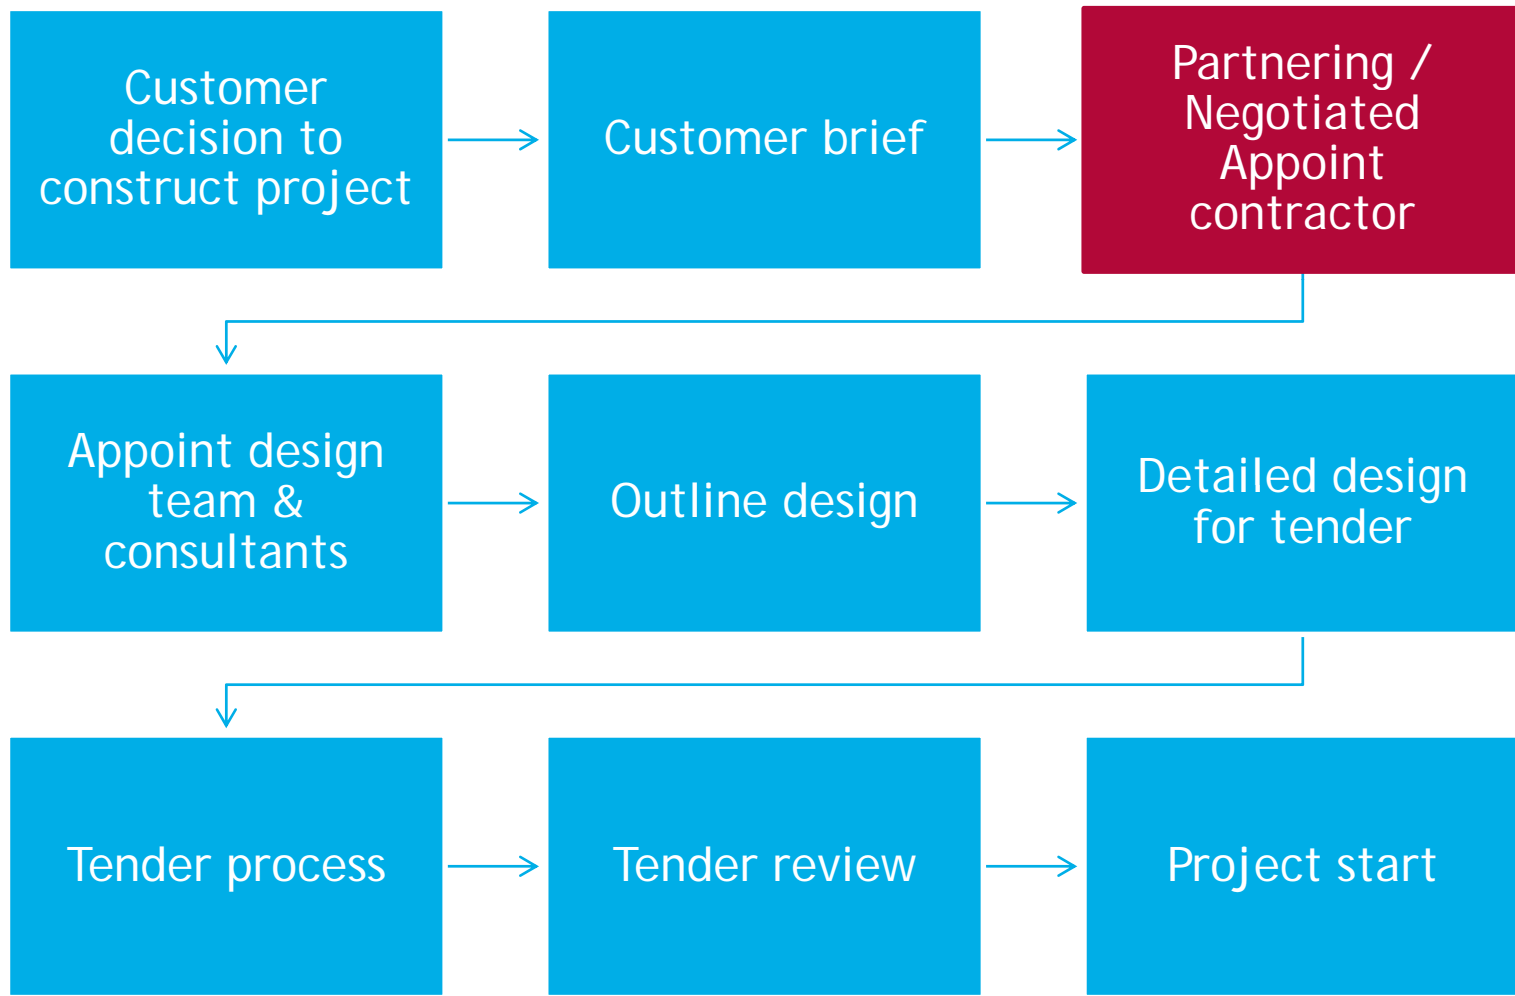 Customer
decision to
construct project
Customer brief
Partnering /
Negotiated
Appoint
contractor
Appoint design
team &
consultants
Outline design
Detailed design
for tender
Tender process
Tender review
Project start